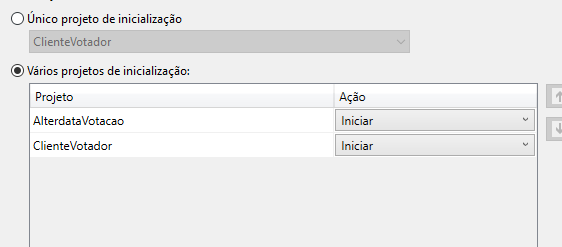 Único projeto de inicialização
ClienteVotador
Vários projetos de inicialização:
Projeto Ação
AlterdataVotacao Iniciar
ClienteVotador Iniciar